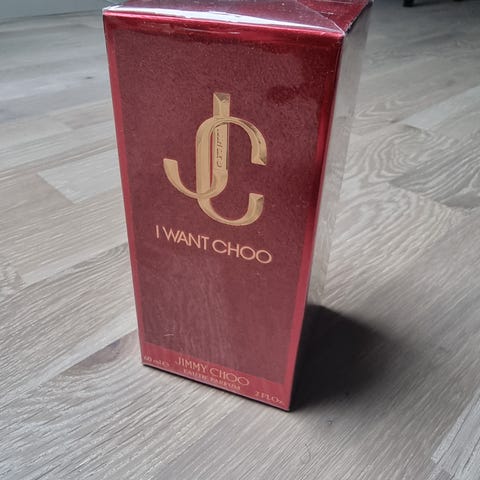 JC
I WANT CHOO
JIMMY CHOO
EAU DE PARFUM
60 ml ℮
2 FL.Oz.